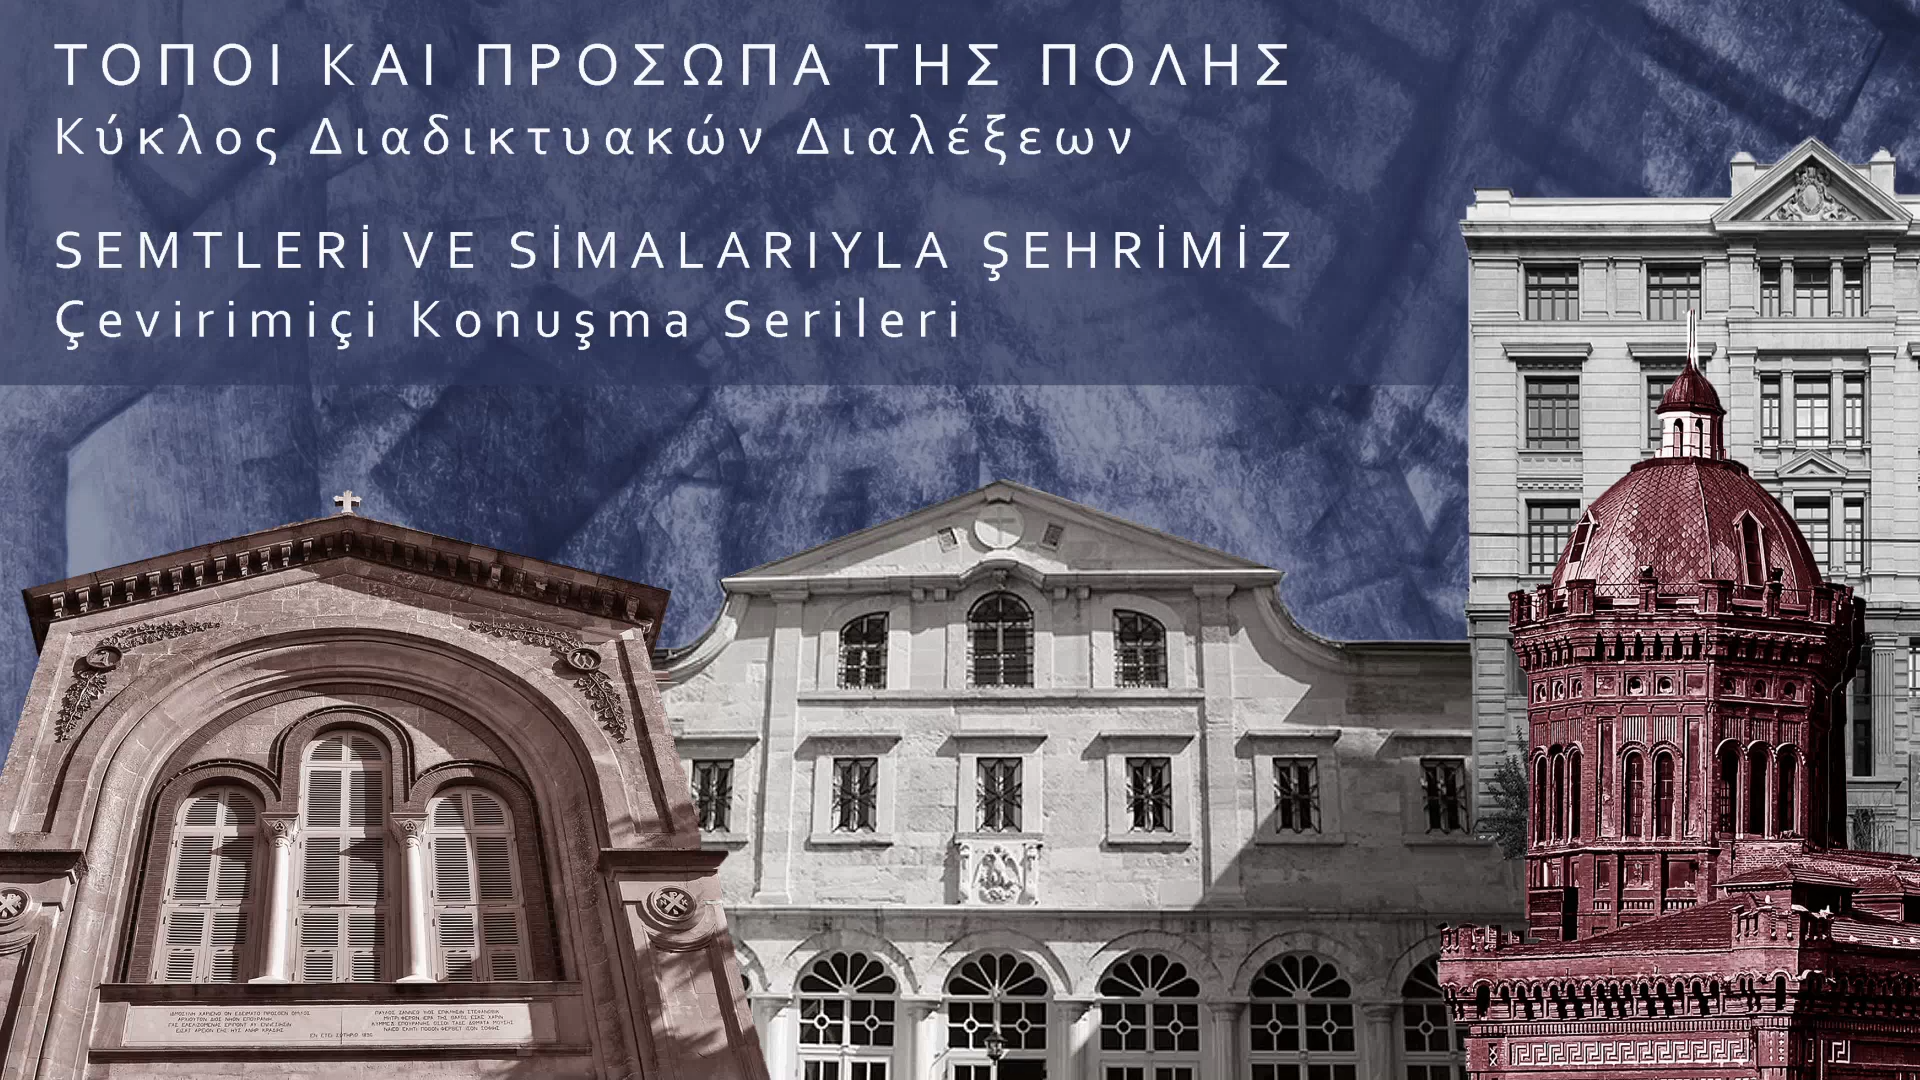 ΤΟΠΟΙ ΚΑΙ ΠΡΟΣΩΠΑ ΤΗΣ ΠΟΛΗΣ
Κύκλος Διαδικτυακών Διαλέξεων
SEMTLERİ VE SİMALARIYLA ŞEHRİMİZ
Çevirimiçi Konuşma Serileri